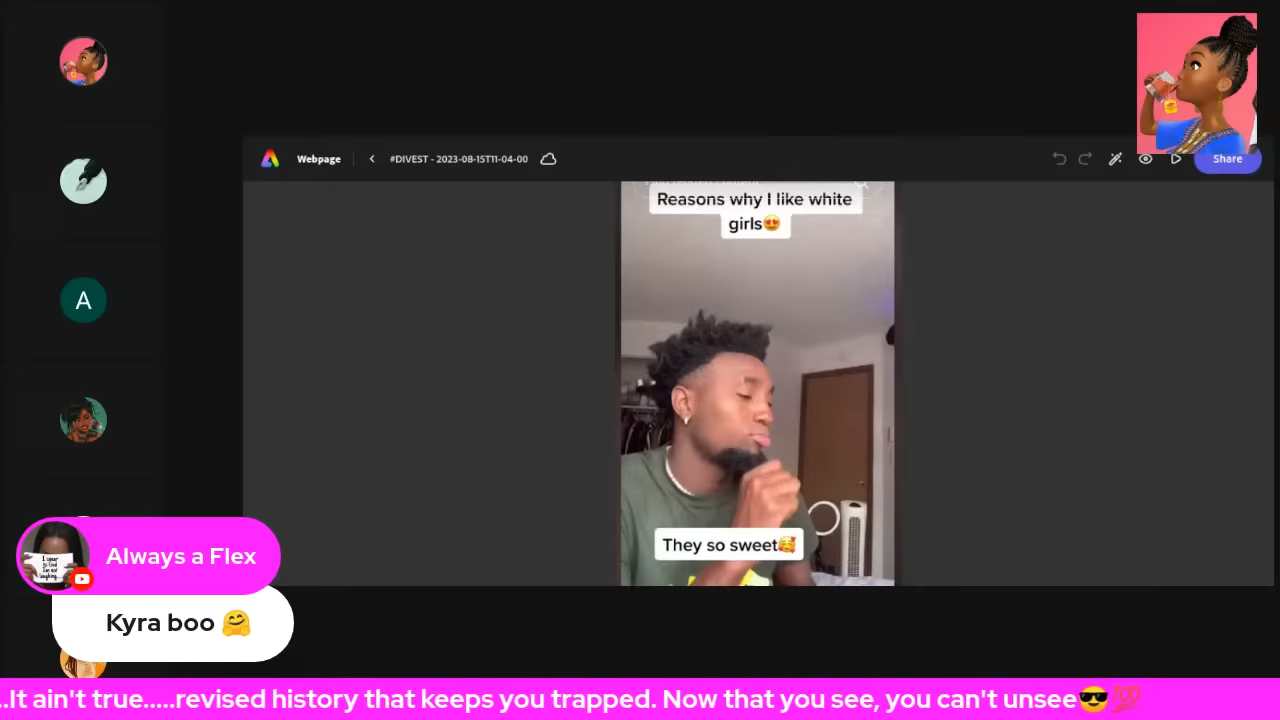 Webpage
#DIVEST - 2023-08-15T11-04-00
Share
Reasons why I like white
girls😍
They so sweet🥰
A
Always a Flex
Kyra boo 🤗
..It ain't true.....revised history that keeps you trapped. Now that you see, you can't unsee😎💯